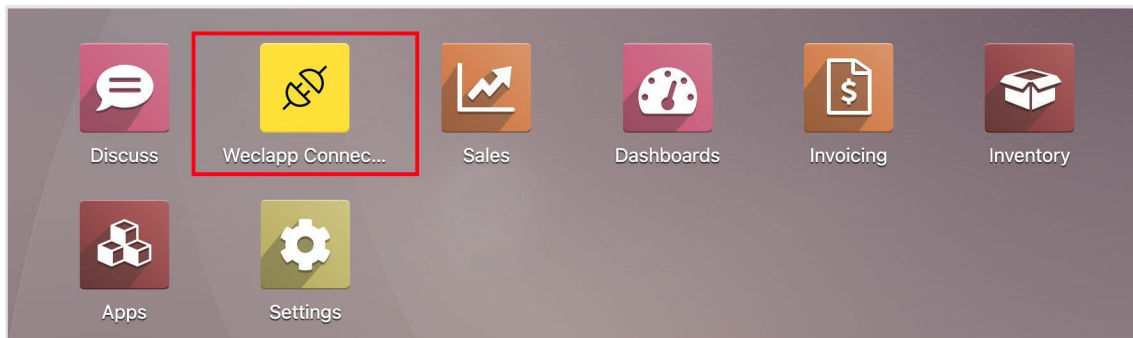 Discuss
Weclapp Connec...
Sales
Dashboards
Invoicing
Inventory
Apps
Settings